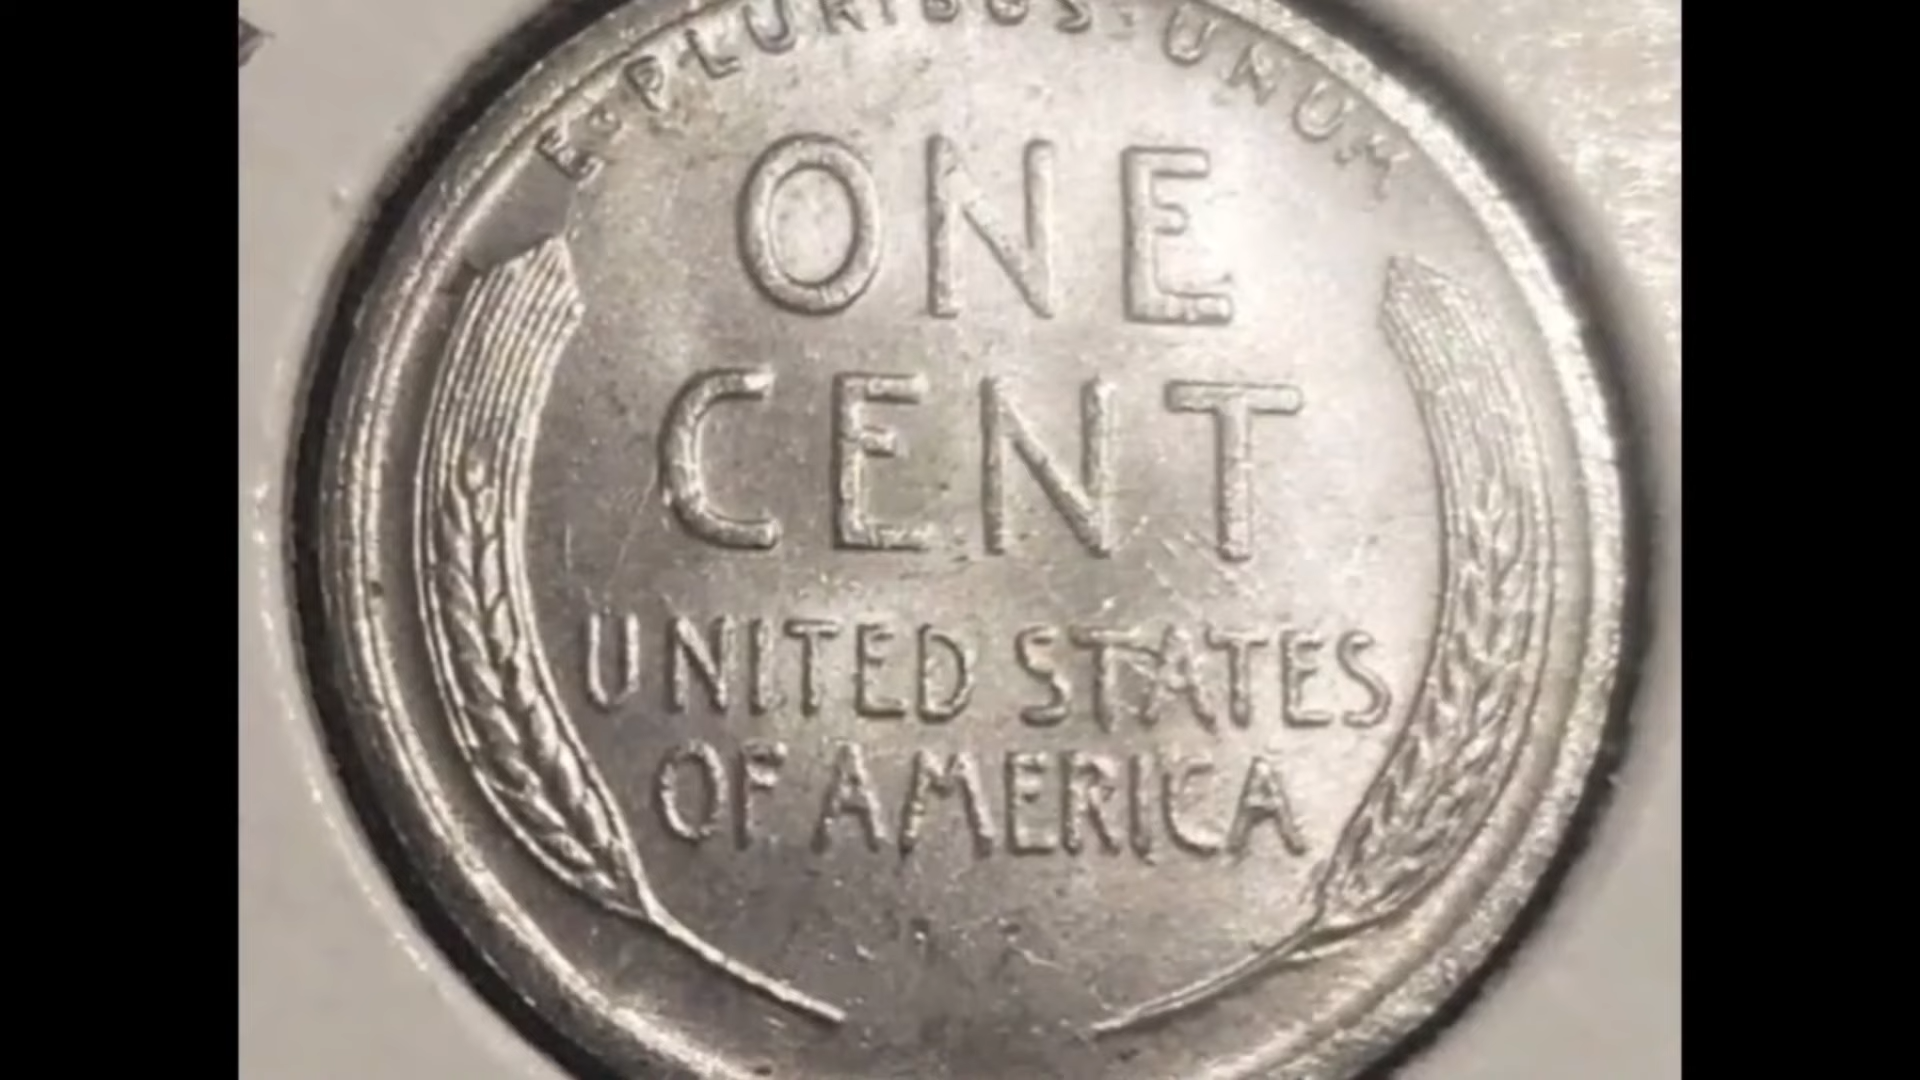 E·PLURIBUS·UNUM
ONE
CENT
UNITED STATES
OF AMERICA